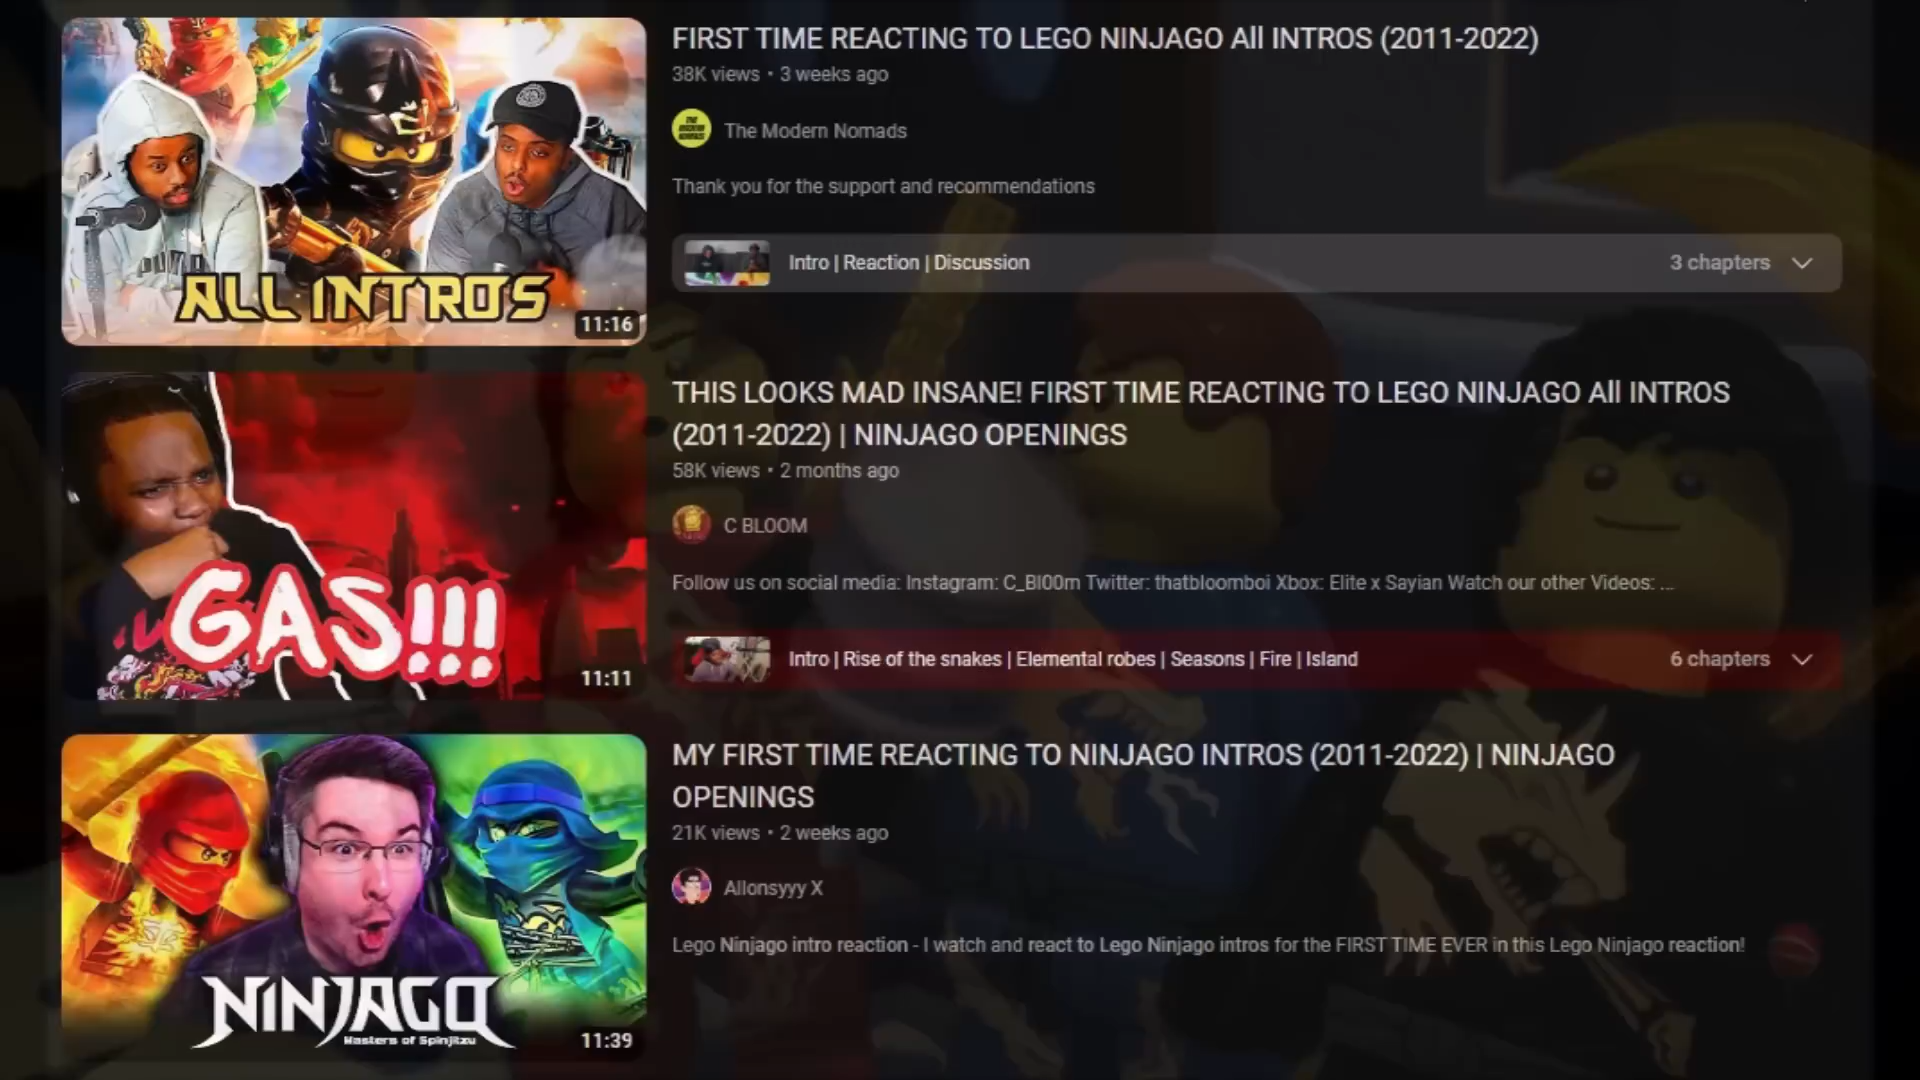 FIRST TIME REACTING TO LEGO NINJAGO All INTROS (2011-2022)
38K views • 3 weeks ago
THE MODERN NOMADS
The Modern Nomads
Thank you for the support and recommendations
Intro | Reaction | Discussion
3 chapters
ALL INTROS
11:16
THIS LOOKS MAD INSANE! FIRST TIME REACTING TO LEGO NINJAGO All INTROS
(2011-2022) | NINJAGO OPENINGS
58K views • 2 months ago
C BLOOM
Follow us on social media: Instagram: C_Bl00m Twitter: thatbloomboi Xbox: Elite x Sayian Watch our other Videos: ...
GAS!!!
11:11
Intro | Rise of the snakes | Elemental robes | Seasons | Fire | Island
6 chapters
MY FIRST TIME REACTING TO NINJAGO INTROS (2011-2022) | NINJAGO
OPENINGS
21K views • 2 weeks ago
Allonsyyy X
Lego Ninjago intro reaction - I watch and react to Lego Ninjago intros for the FIRST TIME EVER in this Lego Ninjago reaction!
NINJAGO
Masters of Spinjitzu
11:39